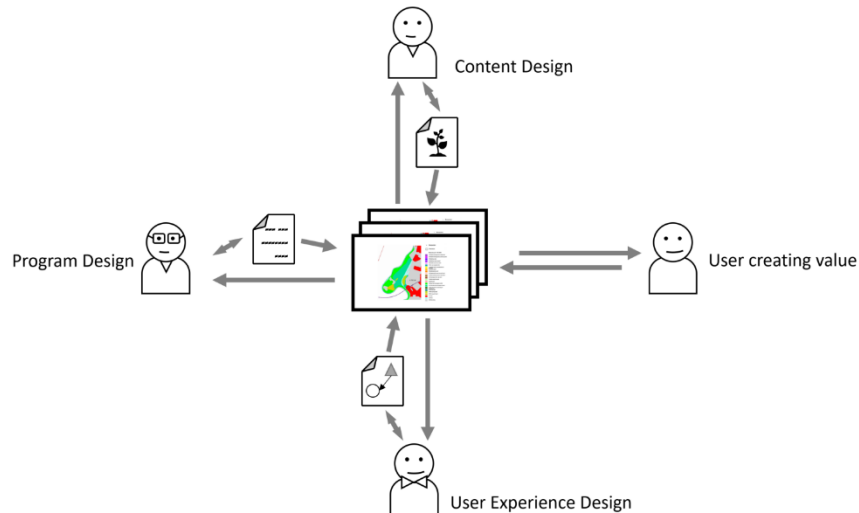 Content Design
Program Design
User creating value
User Experience Design